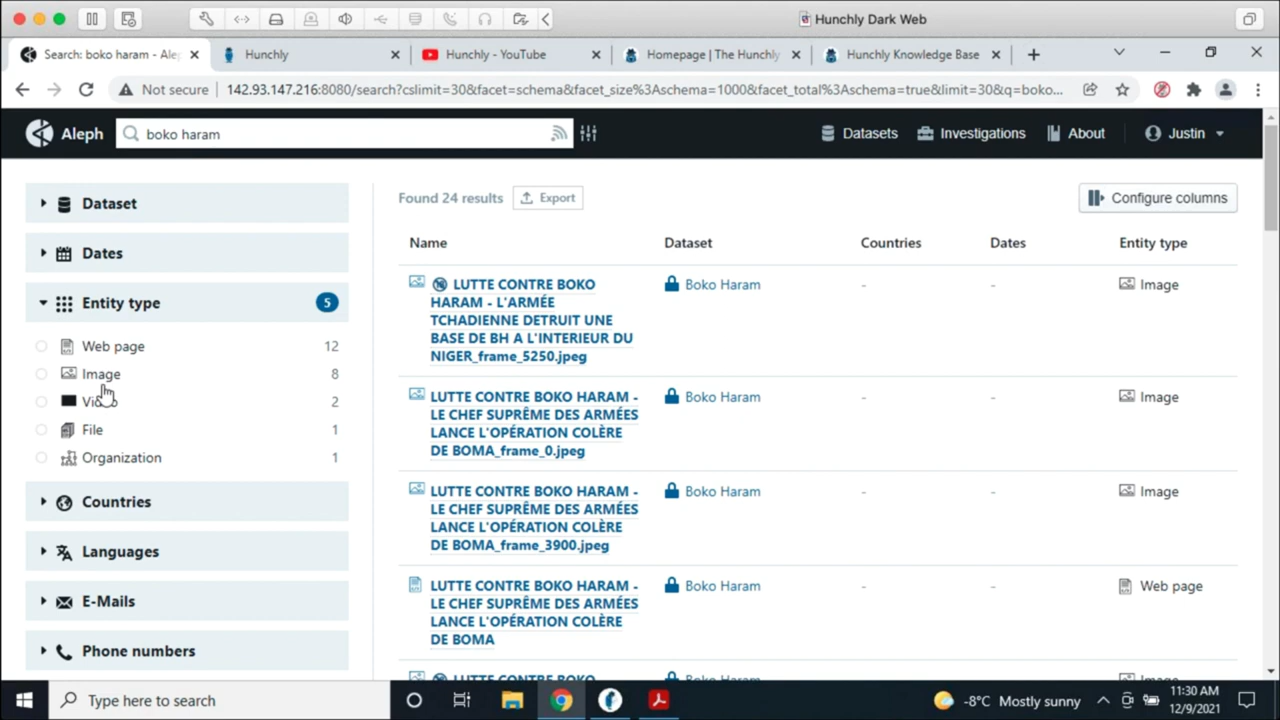 Hunchly Dark Web
Search: boko haram - Ale
Hunchly
Hunchly - YouTube
Homepage | The Hunchly
Hunchly Knowledge Base
Not secure
142.93.147.216:8080/search?cslimit=30&facet=schema&facet_size%3Aschema=1000&facet_total%3Aschema=true&limit=30&q=boko...
Aleph
boko haram
Datasets
Investigations
About
Justin
Dataset
Dates
Entity type 5
Web page 12
Image 8
Video 2
File 1
Organization 1
Countries
Languages
E-Mails
Phone numbers
Found 24 results
Export
Configure columns
Name Dataset Countries Dates Entity type
LUTTE CONTRE BOKO Boko Haram - - Image
HARAM - L'ARMÉE
TCHADIENNE DETRUIT UNE
BASE DE BH A L'INTERIEUR DU
NIGER_frame_5250.jpeg
LUTTE CONTRE BOKO HARAM - Boko Haram - - Image
LE CHEF SUPRÊME DES ARMÉES
LANCE L'OPÉRATION COLÈRE
DE BOMA_frame_0.jpeg
LUTTE CONTRE BOKO HARAM - Boko Haram - - Image
LE CHEF SUPRÊME DES ARMÉES
LANCE L'OPÉRATION COLÈRE
DE BOMA_frame_3900.jpeg
LUTTE CONTRE BOKO HARAM - Boko Haram - - Web page
LE CHEF SUPRÊME DES ARMÉES
LANCE L'OPÉRATION COLÈRE
DE BOMA
LUTTE CONTRE BOKO Boko Haram Image
Type here to search
-8°C Mostly sunny
11:30 AM
12/9/2021